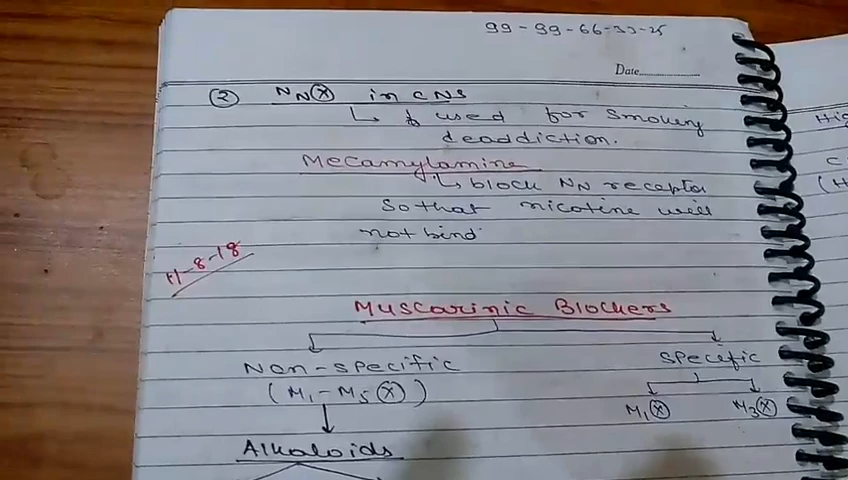 99-99-66-33-25
Date
② NN ⓧ in CNS
↳ used for smoking
deaddiction.
Mecamylamine
↳ block NN receptor
so that nicotine will
not bind
11-8-18
Muscarinic Blockers
Non-specific specific
(M1-M5 ⓧ) M1 ⓧ M3 ⓧ
Alkaloids